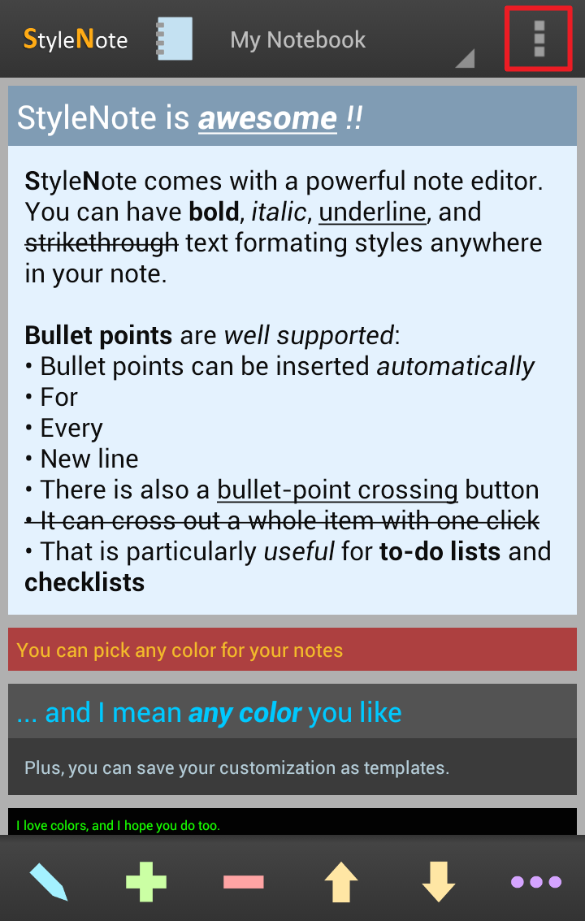 StyleNote My Notebook
StyleNote is awesome !!
StyleNote comes with a powerful note editor.
You can have bold, italic, underline, and
strikethrough text formating styles anywhere
in your note.
Bullet points are well supported:
• Bullet points can be inserted automatically
• For
• Every
• New line
• There is also a bullet-point crossing button
• It can cross out a whole item with one click
• That is particularly useful for to-do lists and
checklists
You can pick any color for your notes
... and I mean any color you like
Plus, you can save your customization as templates.
I love colors, and I hope you do too.